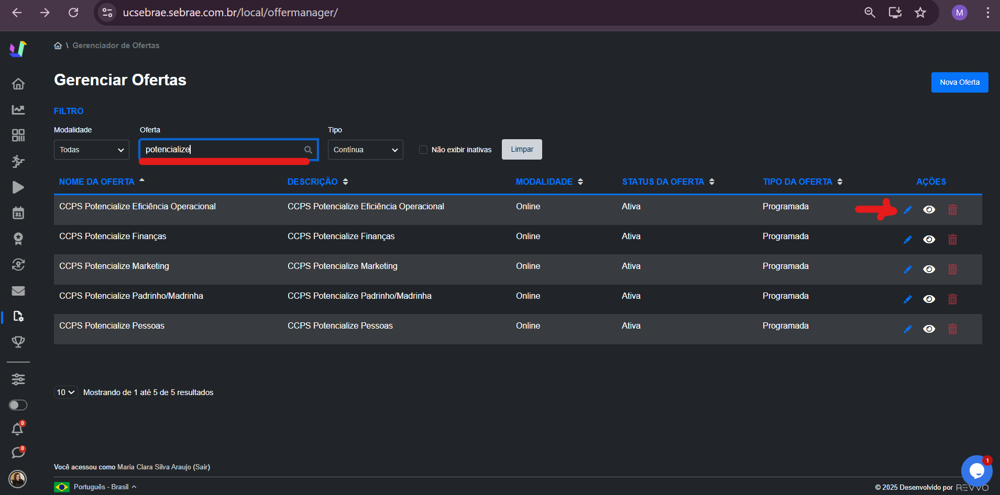 ucsebrae.sebrae.com.br/local/offermanager/
M
\ Gerenciador de Ofertas
Gerenciar Ofertas
Nova Oferta
FILTRO
Modalidade Oferta Tipo
Todas potencialize Contínua Não exibir inativas Limpar
NOME DA OFERTA DESCRIÇÃO MODALIDADE STATUS DA OFERTA TIPO DA OFERTA AÇÕES
CCPS Potencialize Eficiência Operacional CCPS Potencialize Eficiência Operacional Online Ativa Programada
CCPS Potencialize Finanças CCPS Potencialize Finanças Online Ativa Programada
31
CCPS Potencialize Marketing CCPS Potencialize Marketing Online Ativa Programada
CCPS Potencialize Padrinho/Madrinha CCPS Potencialize Padrinho/Madrinha Online Ativa Programada
CCPS Potencialize Pessoas CCPS Potencialize Pessoas Online Ativa Programada
10 Mostrando de 1 até 5 de 5 resultados
0
0
1
Você acessou como Maria Clara Silva Araujo (Sair)
Português - Brasil
© 2025 Desenvolvido por REVVO